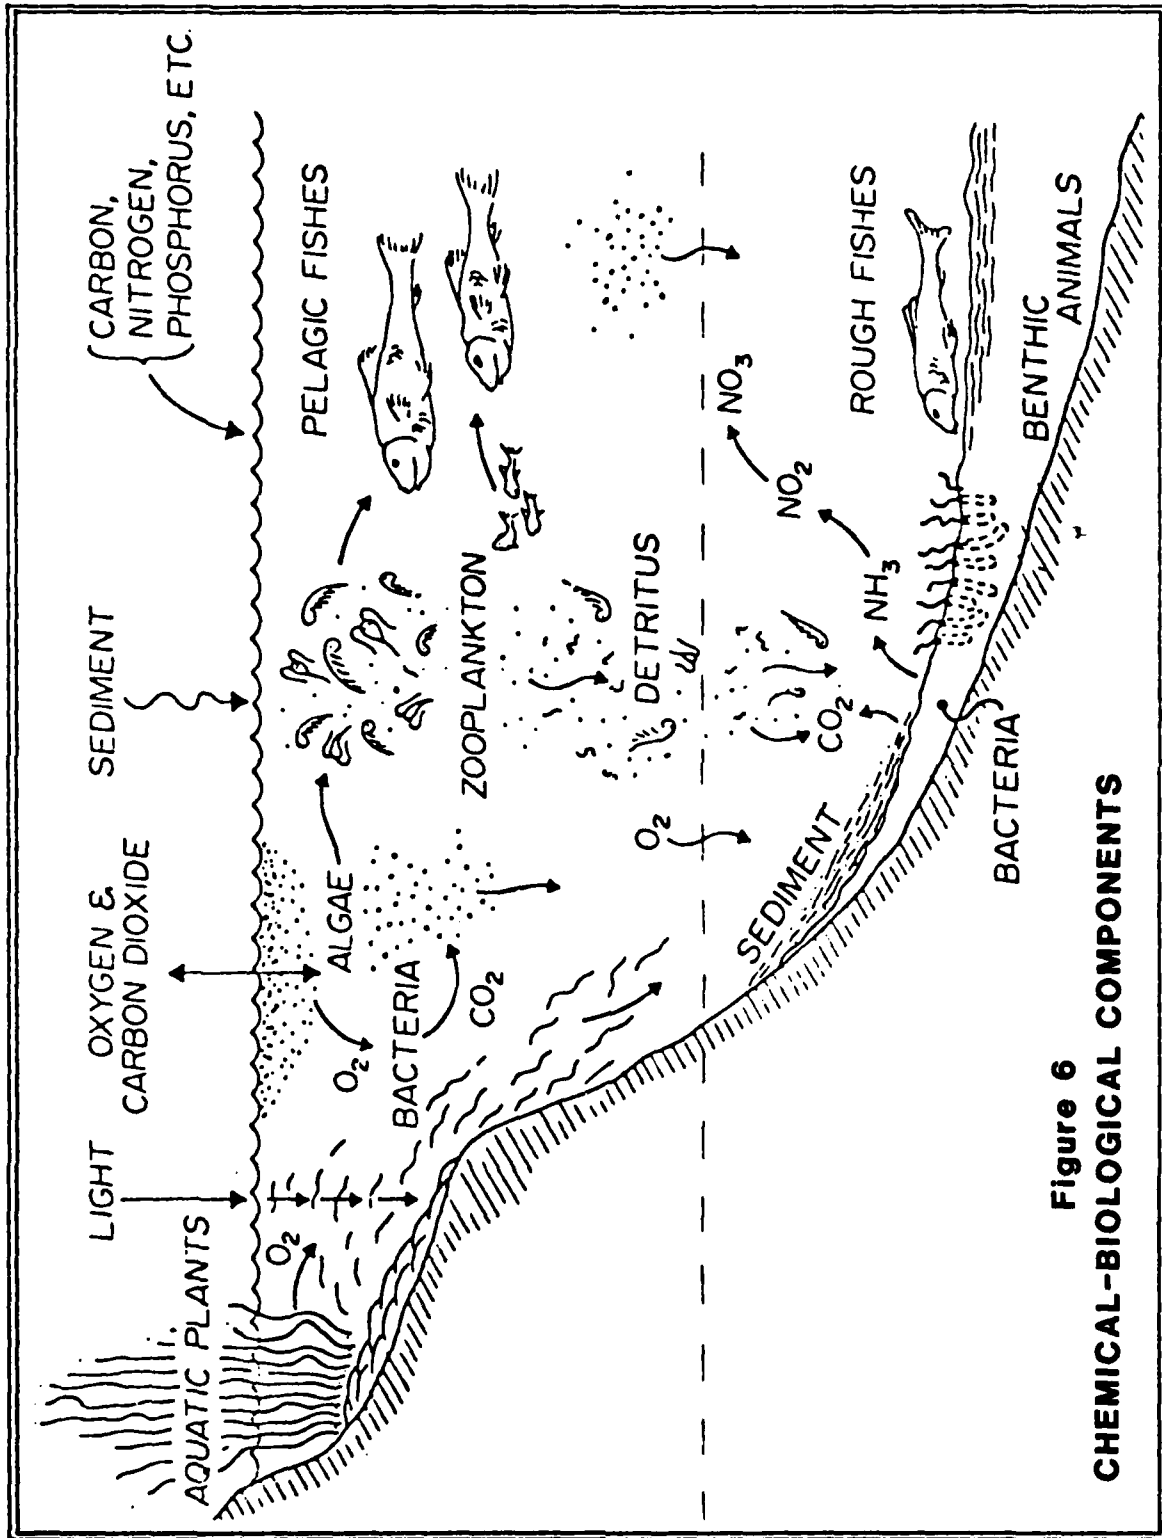 AQUATIC PLANTS
LIGHT
OXYGEN &
CARBON DIOXIDE
SEDIMENT
CARBON,
NITROGEN,
PHOSPHORUS, ETC.
O2
O2
ALGAE
BACTERIA
CO2
ZOOPLANKTON
PELAGIC FISHES
DETRITUS
O2
SEDIMENT
CO2
NH3
NO2
NO3
ROUGH FISHES
BACTERIA
BENTHIC
ANIMALS
Figure 6
CHEMICAL-BIOLOGICAL COMPONENTS